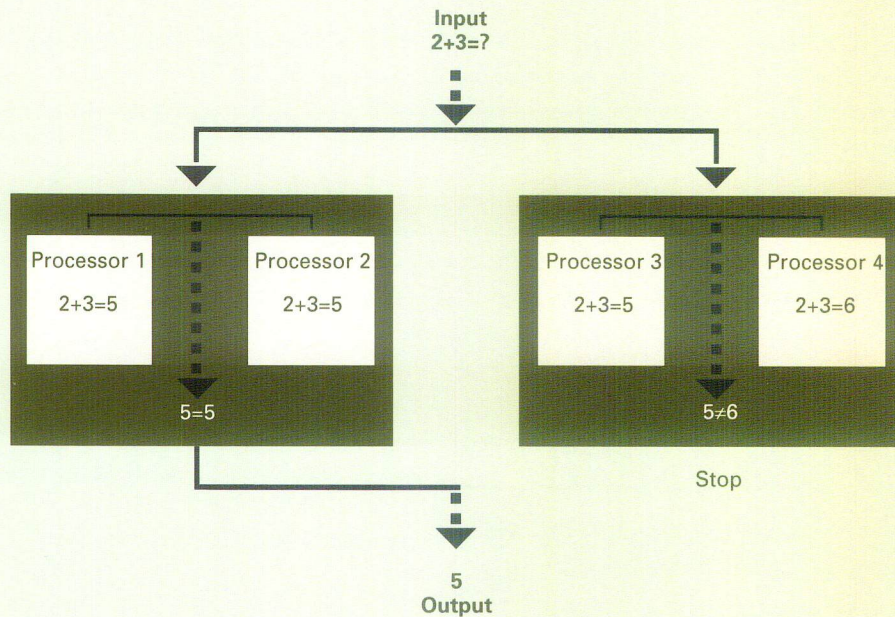 Input
2+3=?
Processor 1
2+3=5
Processor 2
2+3=5
5=5
Processor 3
2+3=5
Processor 4
2+3=6
5≠6
Stop
5
Output